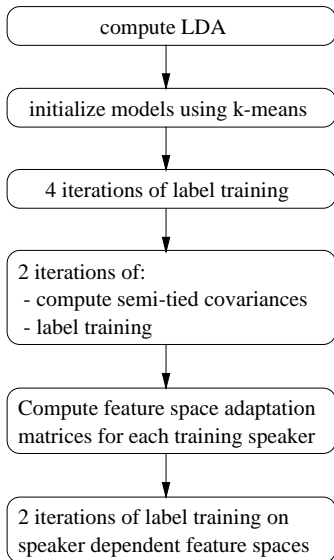 compute LDA
initialize models using k-means
4 iterations of label training
2 iterations of:
- compute semi-tied covariances
- label training
Compute feature space adaptation
matrices for each training speaker
2 iterations of label training on
speaker dependent feature spaces